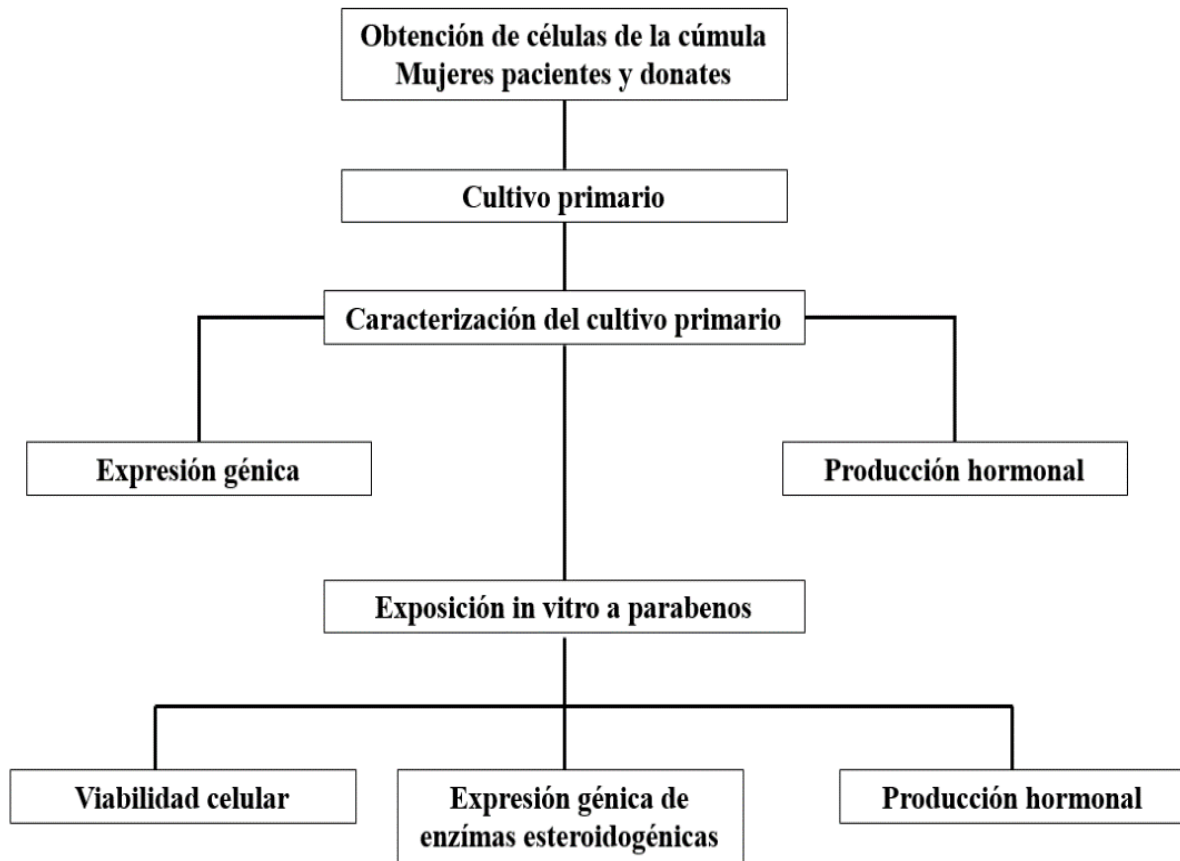 Obtención de células de la cúmula
Mujeres pacientes y donates
Cultivo primario
Caracterización del cultivo primario
Expresión génica
Producción hormonal
Exposición in vitro a parabenos
Viabilidad celular
Expresión génica de
enzímas esteroidogénicas
Producción hormonal